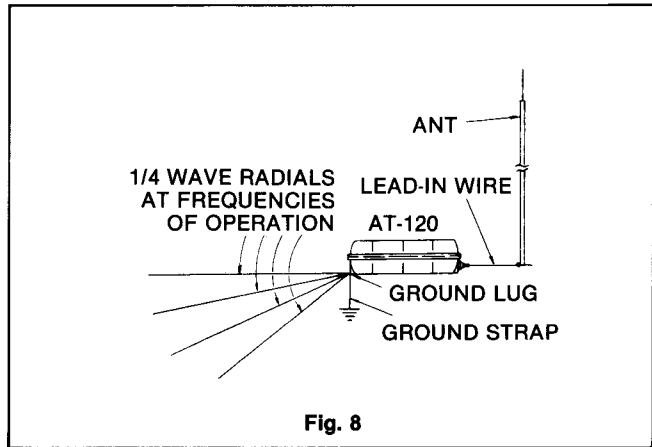 ANT
1/4 WAVE RADIALS
AT FREQUENCIES
OF OPERATION
LEAD-IN WIRE
AT-120
GROUND LUG
GROUND STRAP
Fig. 8